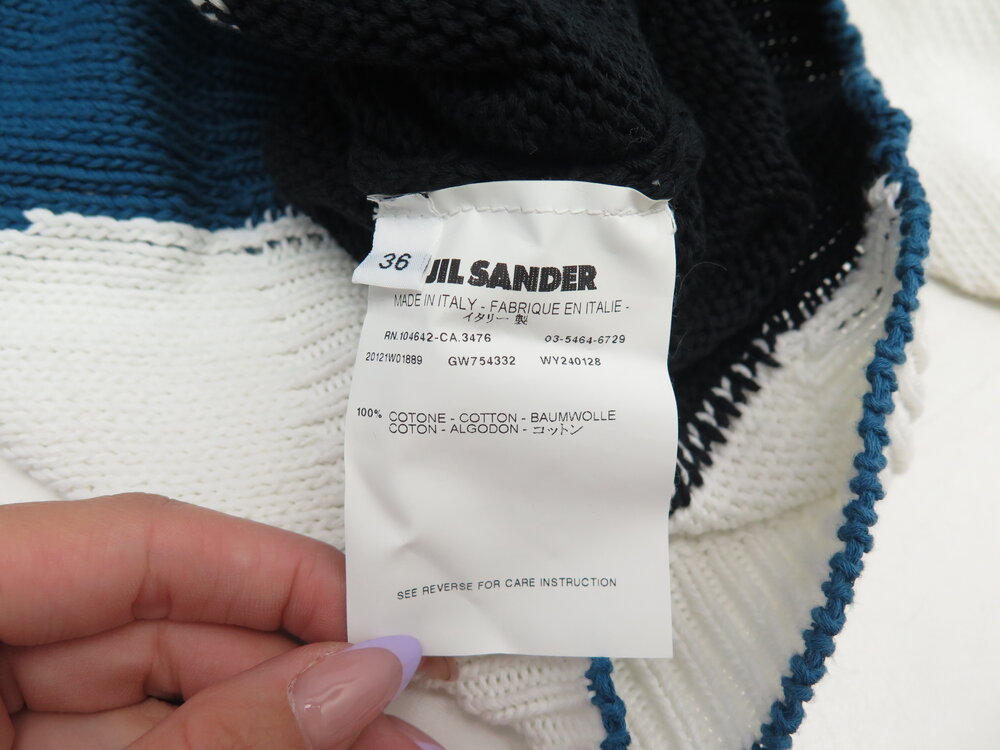 36
JIL SANDER
MADE IN ITALY - FABRIQUE EN ITALIE -
イタリー 製
RN.104642-CA.3476 03-5464-6729
20121W01889 GW754332 WY240128
100% COTONE - COTTON - BAUMWOLLE
COTON - ALGODON - コットン
SEE REVERSE FOR CARE INSTRUCTION